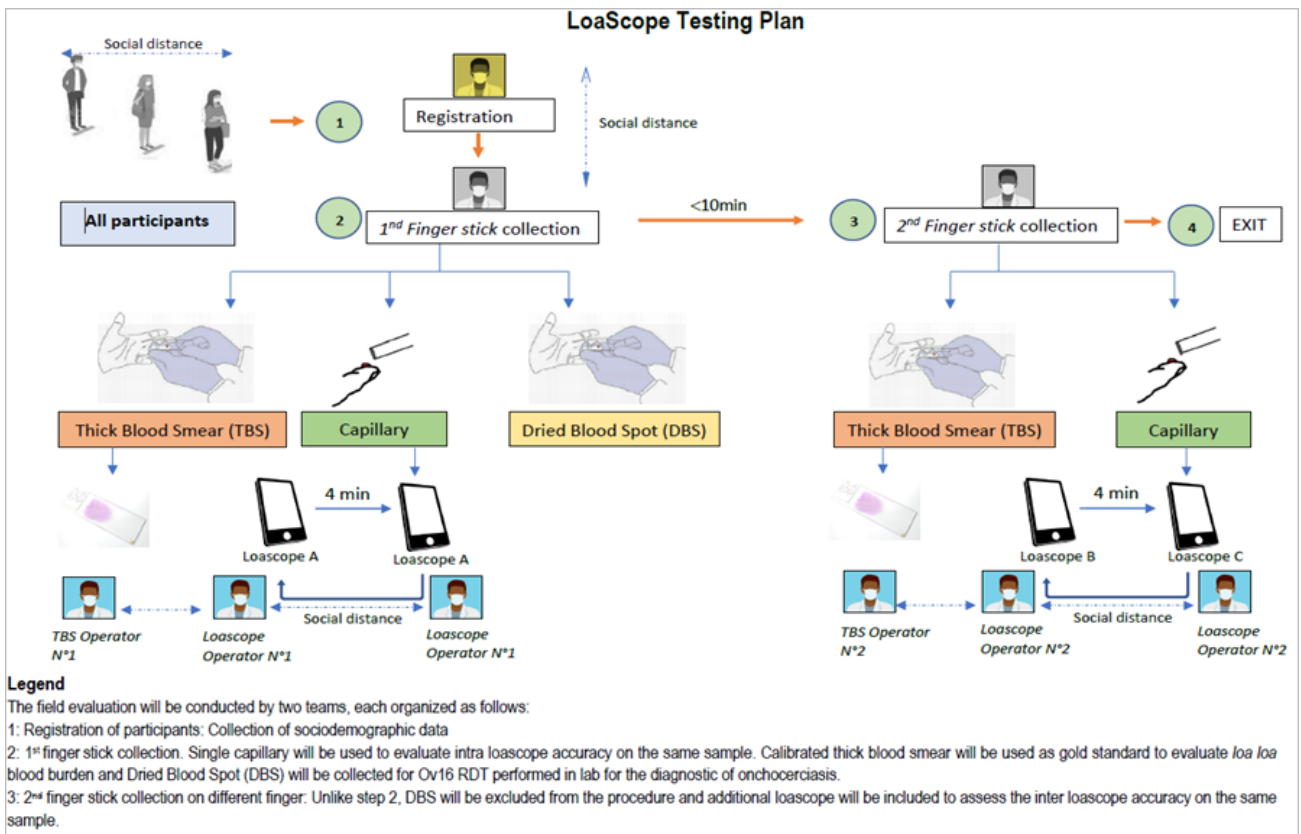 LoaScope Testing Plan
Social distance
1
Registration
Social distance
All participants
2
1nd Finger stick collection
<10min
3
2nd Finger stick collection
4
EXIT
Thick Blood Smear (TBS)
Capillary
Dried Blood Spot (DBS)
Thick Blood Smear (TBS)
Capillary
4 min
Loascope A
Loascope A
4 min
Loascope B
Loascope C
Social distance
TBS Operator
N°1
Loascope
Operator N°1
Loascope
Operator N°1
Social distance
TBS Operator
N°2
Loascope
Operator N°2
Loascope
Operator N°2
Legend
The field evaluation will be conducted by two teams, each organized as follows:
1: Registration of participants: Collection of sociodemographic data
2: 1st finger stick collection. Single capillary will be used to evaluate intra loascope accuracy on the same sample. Calibrated thick blood smear will be used as gold standard to evaluate loa loa
blood burden and Dried Blood Spot (DBS) will be collected for Ov16 RDT performed in lab for the diagnostic of onchocerciasis.
3: 2nd finger stick collection on different finger: Unlike step 2, DBS will be excluded from the procedure and additional loascope will be included to assess the inter loascope accuracy on the same
sample.